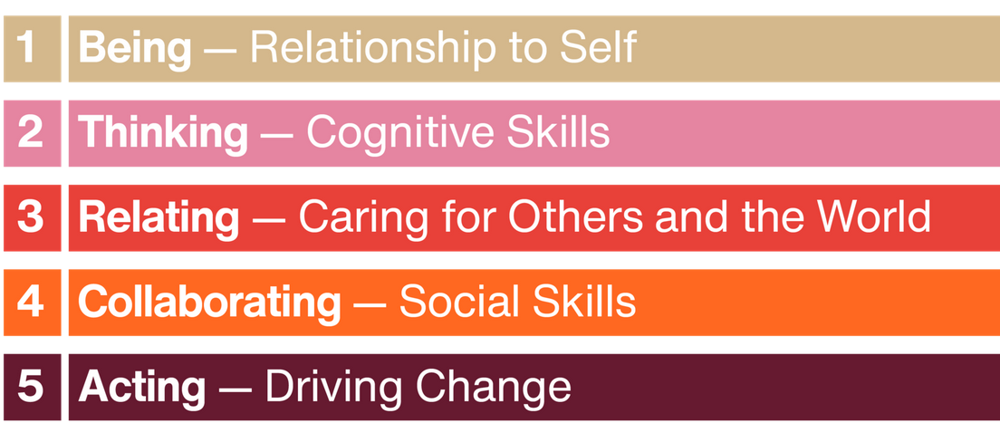 1 Being — Relationship to Self
2 Thinking — Cognitive Skills
3 Relating — Caring for Others and the World
4 Collaborating — Social Skills
5 Acting — Driving Change